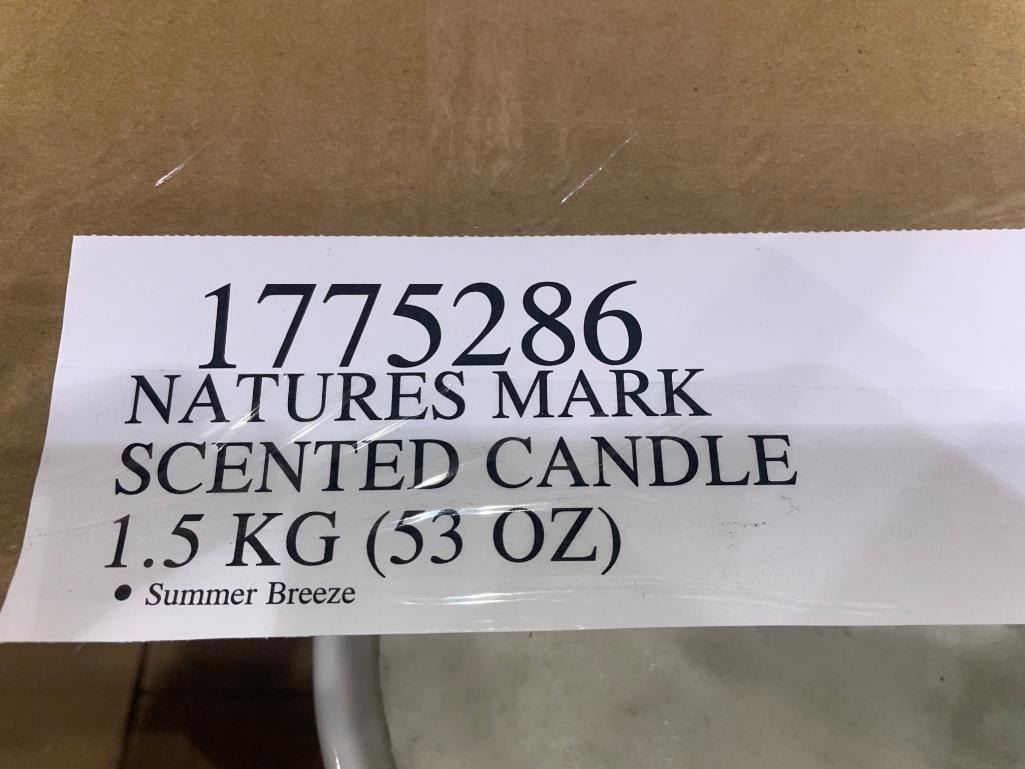 1775286
NATURES MARK
SCENTED CANDLE
1.5 KG (53 OZ)
• Summer Breeze